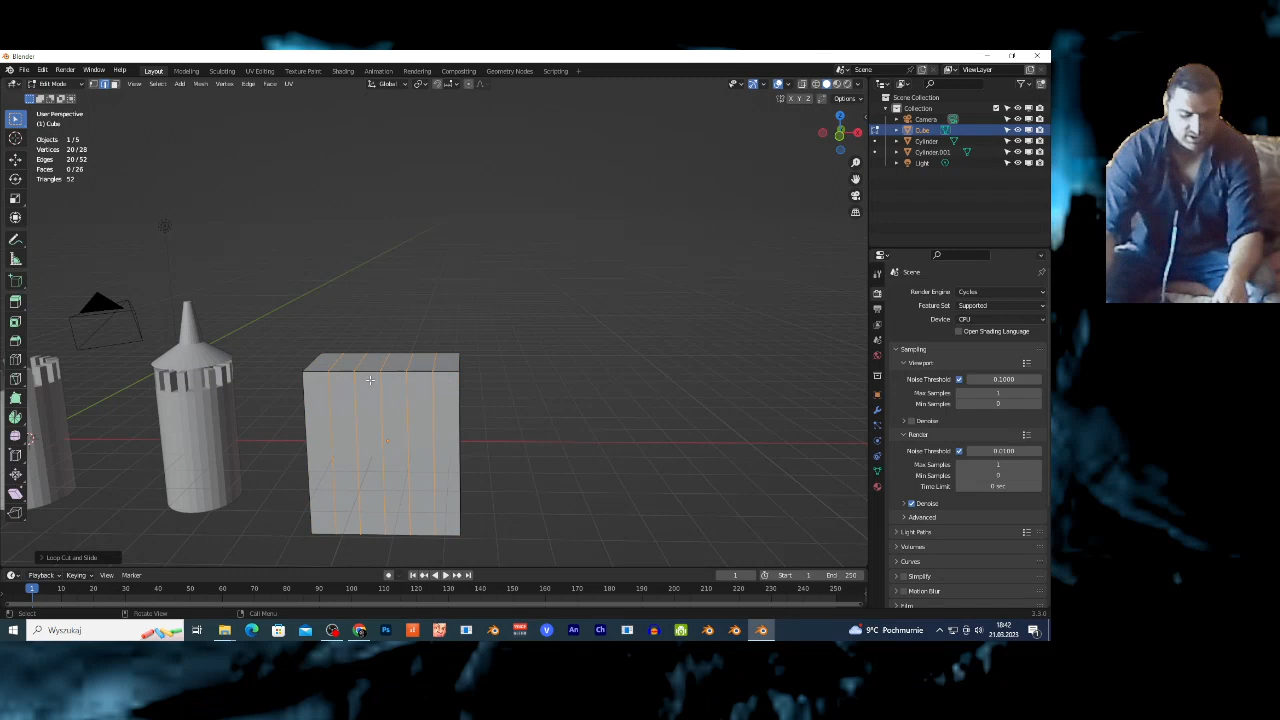 Blender
File Edit Render Window Help Layout Modeling Sculpting UV Editing Texture Paint Shading Animation Rendering Compositing Geometry Nodes Scripting + Scene ViewLayer
Edit Mode View Select Add Mesh Vertex Edge Face UV Global
X Y Z Options
User Perspective
(1) Cube
Objects 1/5
Vertices 20/28
Edges 20/52
Faces 0/26
Triangles 52
Scene Collection
Collection
Camera
Cube
Cylinder
Cylinder.001
Light
Scene
Render Engine Cycles
Feature Set Supported
Device CPU
Open Shading Language
Sampling
Viewport
Noise Threshold 0.1000
Max Samples 1
Min Samples 0
Denoise
Render
Noise Threshold 0.0100
Max Samples 1
Min Samples 0
Time Limit 0 sec
Denoise
Advanced
Light Paths
Volumes
Curves
Simplify
Motion Blur
Film
Loop Cut and Slide
Playback Keying View Marker 1 Start 1 End 250
1 10 20 30 40 50 60 70 80 90 100 110 120 130 140 150 160 170 180 190 200 210 220 230 240 250
Select Rotate View Call Menu 3.3.0
Wyszukaj 9°C Pochmurnie 18:42
21.03.2023